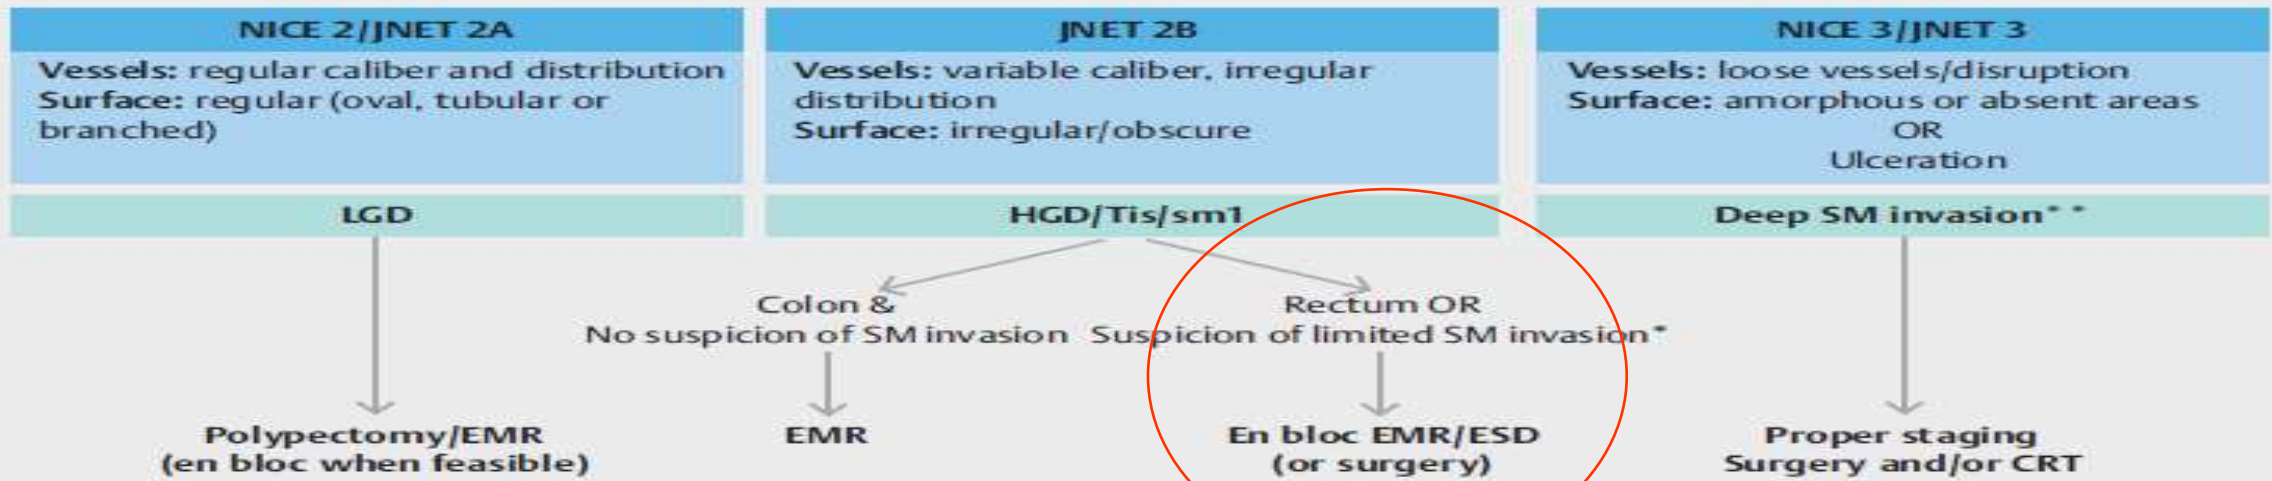 NICE 2/JNET 2A
Vessels: regular caliber and distribution
Surface: regular (oval, tubular or
branched)
JNET 2B
Vessels: variable caliber, irregular
distribution
Surface: irregular/obscure
NICE 3/JNET 3
Vessels: loose vessels/disruption
Surface: amorphous or absent areas
OR
Ulceration
LGD
HGD/Tis/sm1
Deep SM invasion**
Colon &
No suspicion of SM invasion
Rectum OR
Suspicion of limited SM invasion*
Polypectomy/EMR
(en bloc when feasible)
EMR
En bloc EMR/ESD
(or surgery)
Proper staging
Surgery and/or CRT